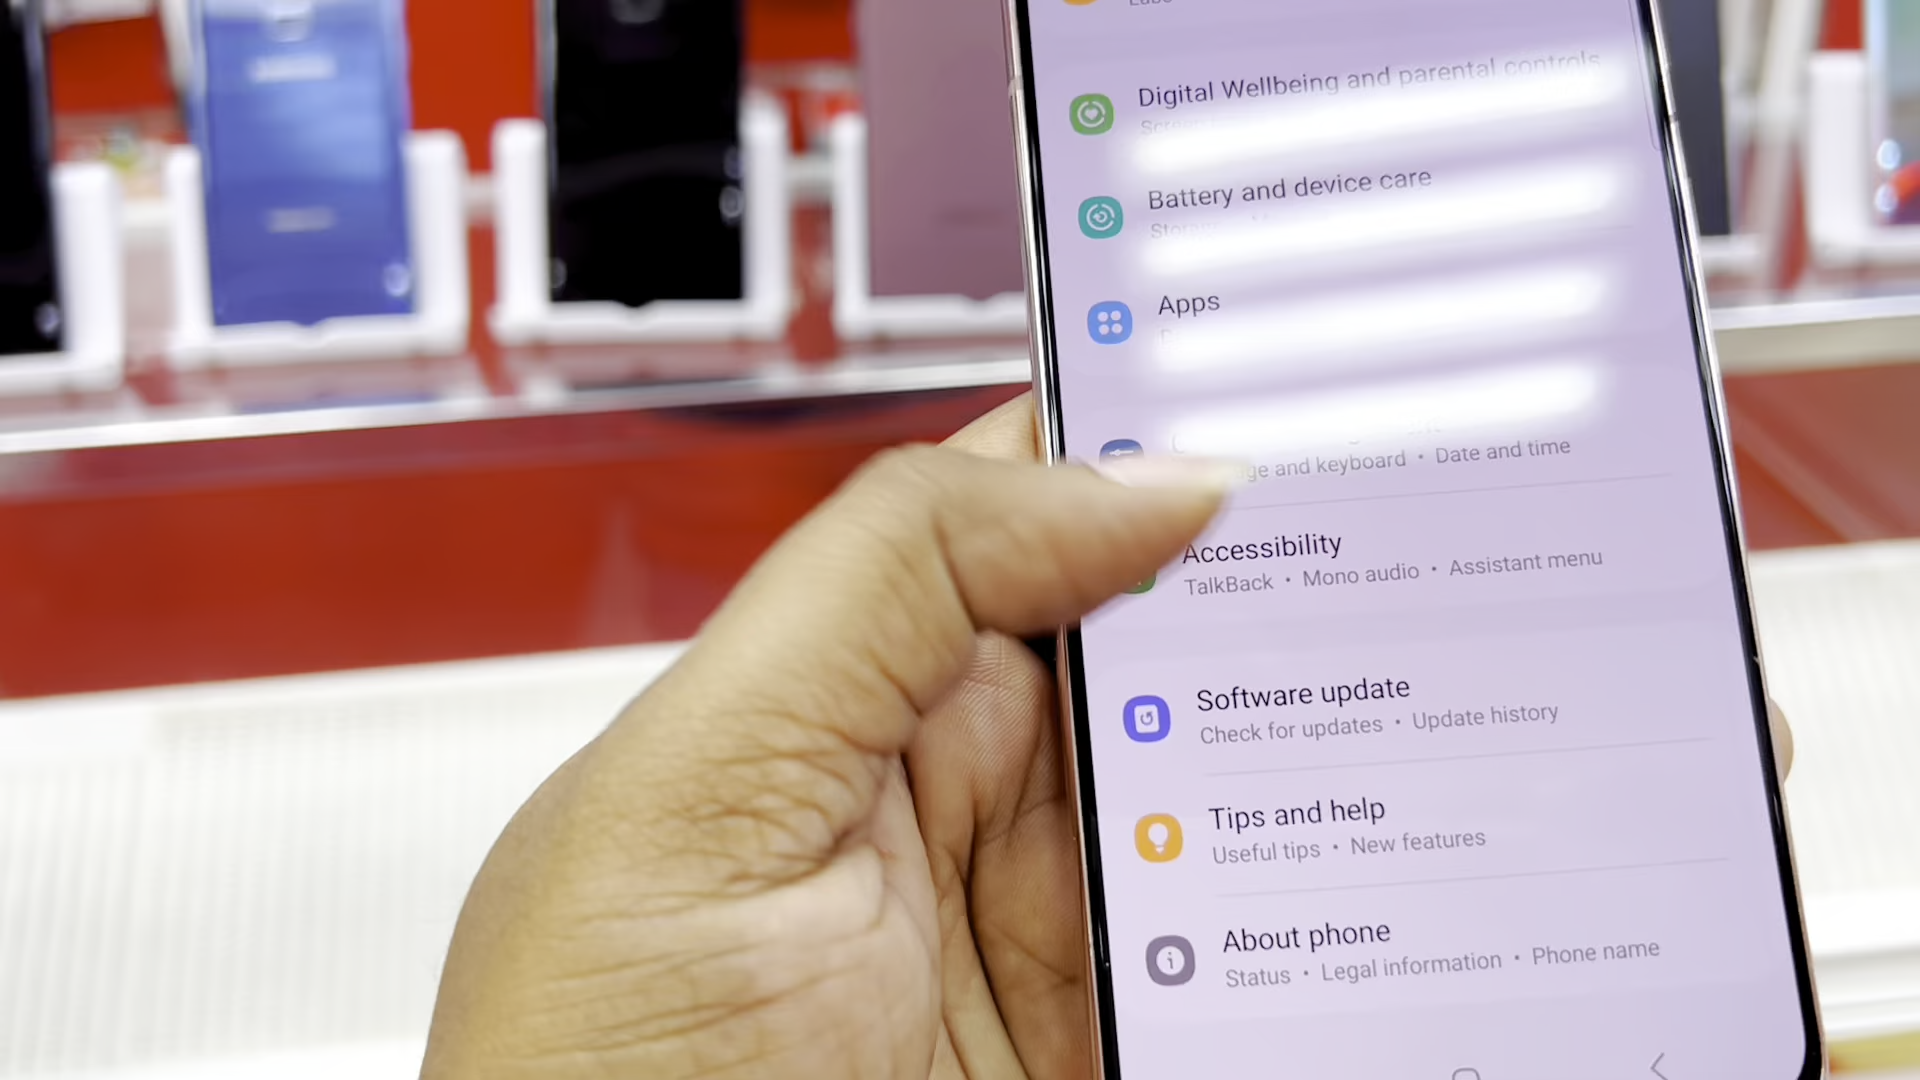 Digital Wellbeing and parental controls
Battery and device care
Apps
and keyboard • Date and time
Accessibility
TalkBack • Mono audio • Assistant menu
Software update
Check for updates • Update history
Tips and help
Useful tips • New features
About phone
Status • Legal information • Phone name